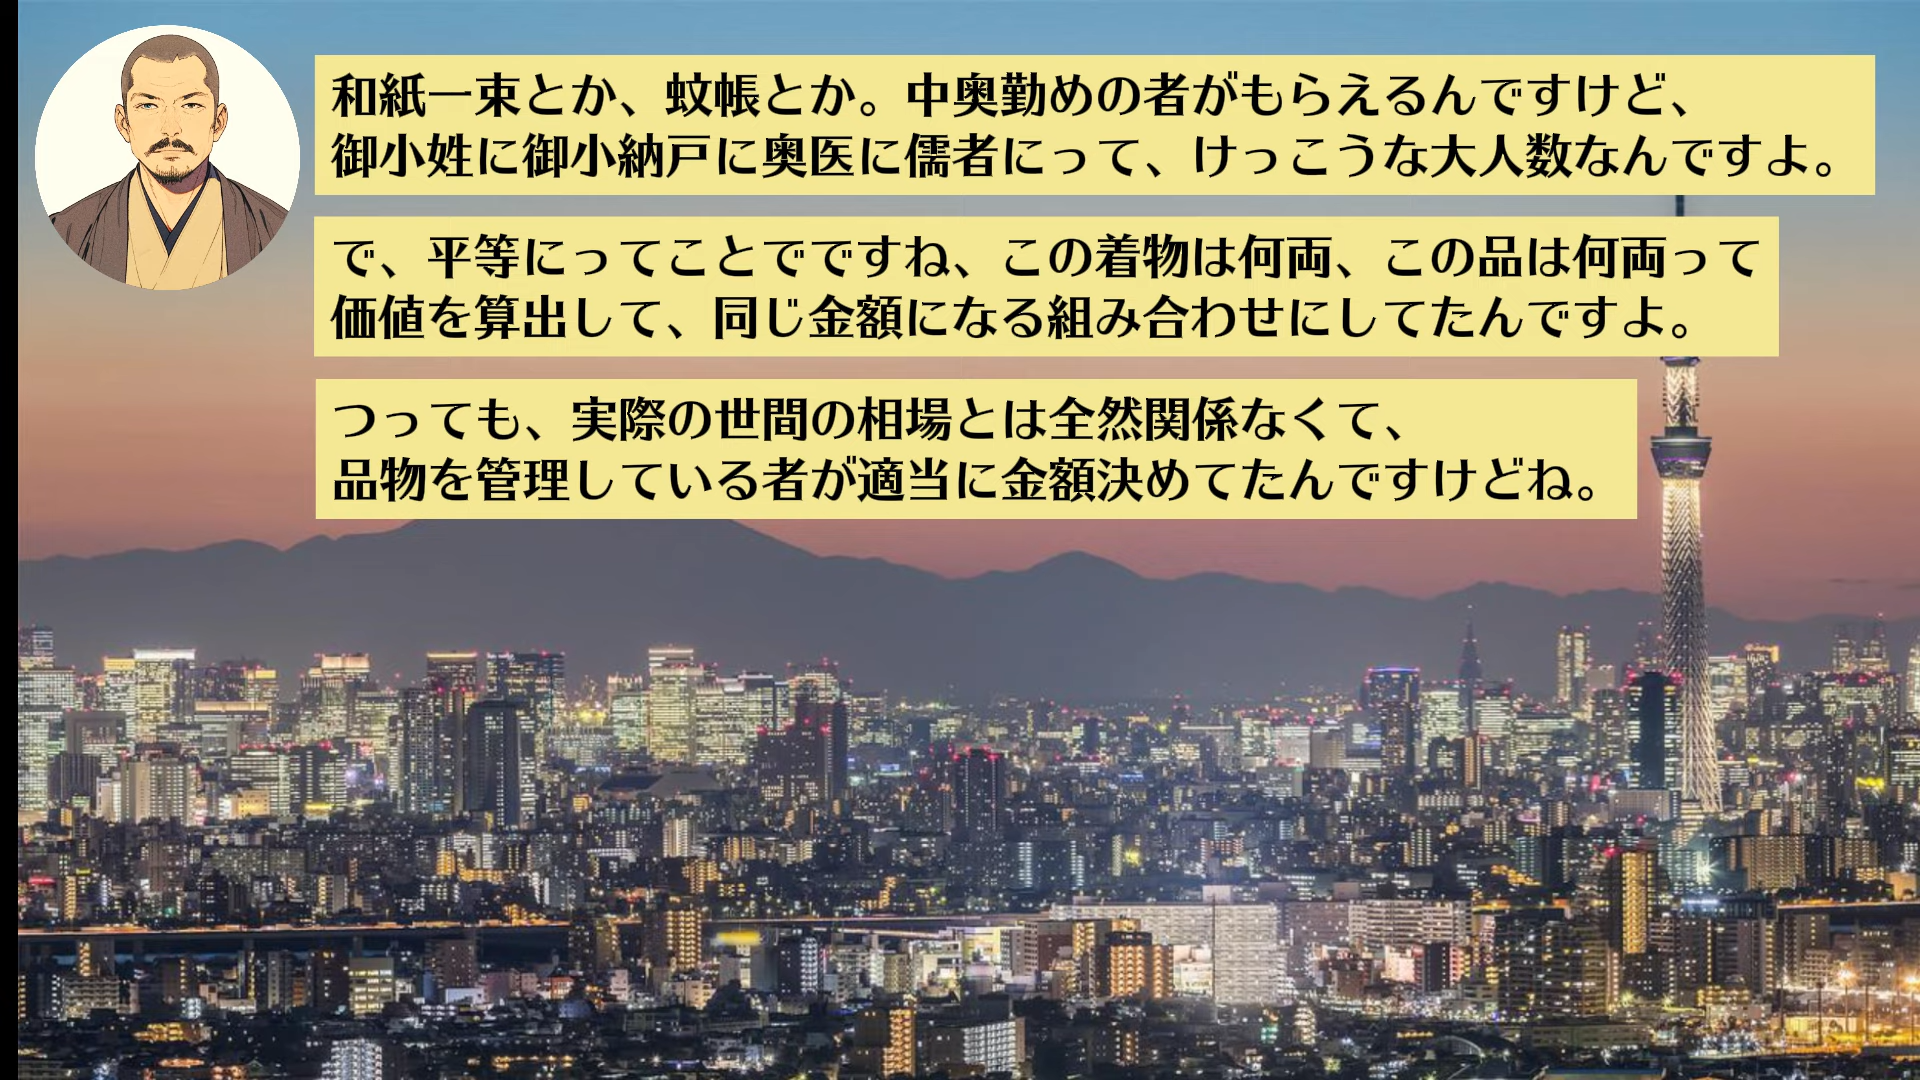 和紙一束とか、蚊帳とか。中奥勤めの者がもらえるんですけど、
御小姓に御小納戸に奥医に儒者にって、けっこうな大人数なんですよ。
で、平等にってことでですね、この着物は何両、この品は何両って
価値を算出して、同じ金額になる組み合わせにしてたんですよ。
つっても、実際の世間の相場とは全然関係なくて、
品物を管理している者が適当に金額決めてたんですけどね。